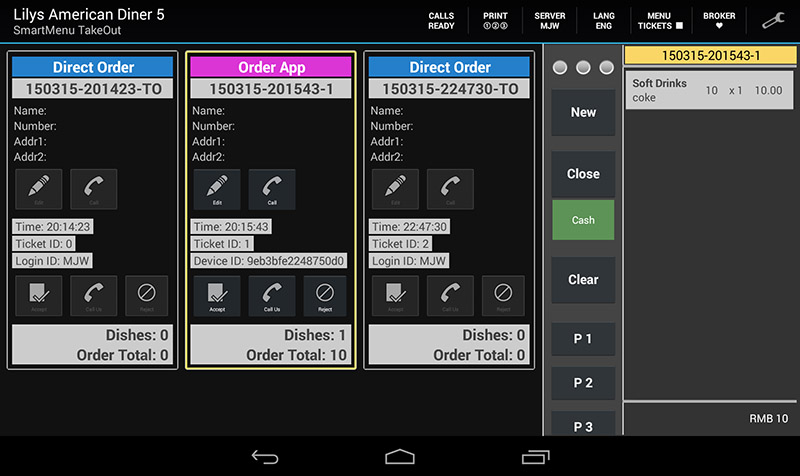 Lilys American Diner 5
SmartMenu TakeOut
CALLS
READY
PRINT
①②③
SERVER
MJW
LANG
ENG
MENU
TICKETS ■
BROKER
♥
Direct Order
150315-201423-TO
Name:
Number:
Addr1:
Addr2:
Edit
Call
Time: 20:14:23
Ticket ID: 0
Login ID: MJW
Accept
Call Us
Reject
Dishes: 0
Order Total: 0
Order App
150315-201543-1
Name:
Number:
Addr1:
Addr2:
Edit
Call
Time: 20:15:43
Ticket ID: 1
Device ID: 9eb3bfe2248750d0
Accept
Call Us
Reject
Dishes: 1
Order Total: 10
Direct Order
150315-224730-TO
Name:
Number:
Addr1:
Addr2:
Edit
Call
Time: 22:47:30
Ticket ID: 2
Login ID: MJW
Accept
Call Us
Reject
Dishes: 0
Order Total: 0
New
Close
Cash
Clear
P 1
P 2
P 3
150315-201543-1
Soft Drinks 10 x 1 10.00
coke
RMB 10